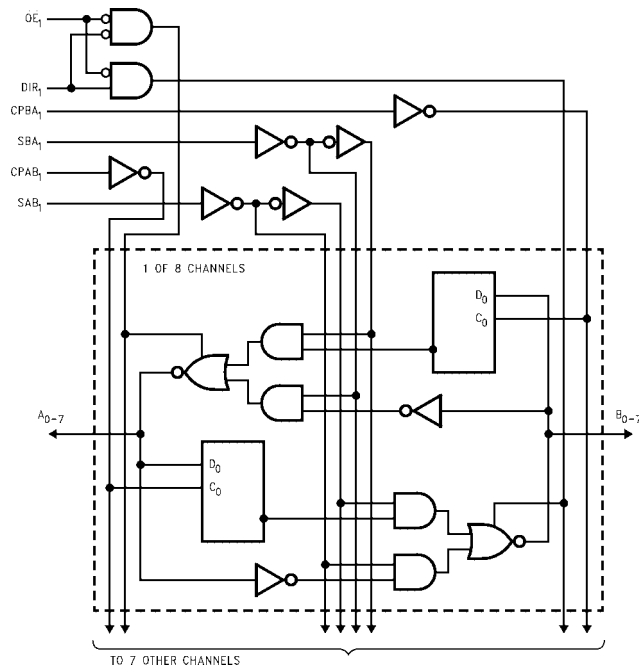 OE₁
DIR₁
CPBA₁
SBA₁
CPAB₁
SAB₁
1 OF 8 CHANNELS
D₀
C₀
A₀₋₇
B₀₋₇
D₀
C₀
TO 7 OTHER CHANNELS